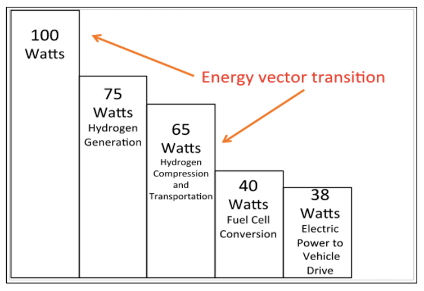 100
Watts
Energy vector transition
75
Watts
Hydrogen
Generation
65
Watts
Hydrogen
Compression
and
Transportation
40
Watts
Fuel Cell
Conversion
38
Watts
Electric
Power to
Vehicle
Drive